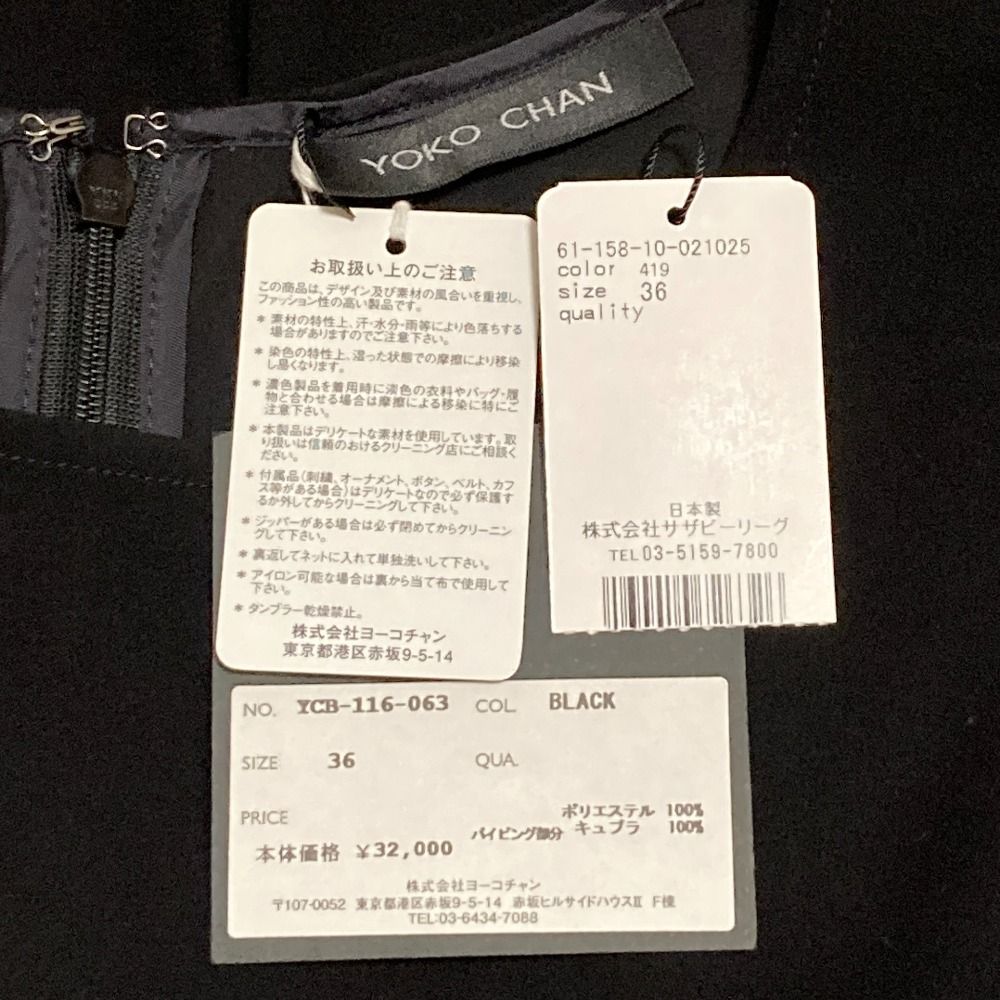 YOKO CHAN
お取扱い上のご注意
この商品は、デザイン及び素材の風合いを重視し、
ファッション性の高い製品です。
* 素材の特性上、汗・水分・雨等により色落ちする
場合がありますのでご注意下さい。
* 染色の特性上、湿った状態での摩擦により移染
し易くなります。
* 濃色製品を着用時に淡色の衣料やバッグ・履
物と合わせる場合は摩擦による移染に特にご
注意下さい。
* 本製品はデリケートな素材を使用しています。取
り扱いは信頼のおけるクリーニング店にご相談く
ださい。
* 付属品(刺繍、オーナメント、ボタン、ベルト、カフ
ス等がある場合)はデリケートなので必ず保護す
るか外してからクリーニングして下さい。
* ジッパーがある場合は必ず閉めてからクリーニン
グして下さい。
* 裏返してネットに入れて単独洗いして下さい。
* アイロン可能な場合は裏から当て布で使用して
下さい。
* タンブラー乾燥禁止。
株式会社ヨーコチャン
東京都港区赤坂9-5-14
61-158-10-021025
color 419
size 36
quality
日本製
株式会社サザビーリーグ
TEL03-5159-7800
NO. YCB-116-063 COL. BLACK
SIZE 36 QUA.
PRICE
ポリエステル 100%
パイピング部分 キュプラ 100%
本体価格 ¥32,000
株式会社ヨーコチャン
〒107-0052 東京都港区赤坂9-5-14 赤坂ヒルサイドハウスⅡ F棟
TEL:03-6434-7088